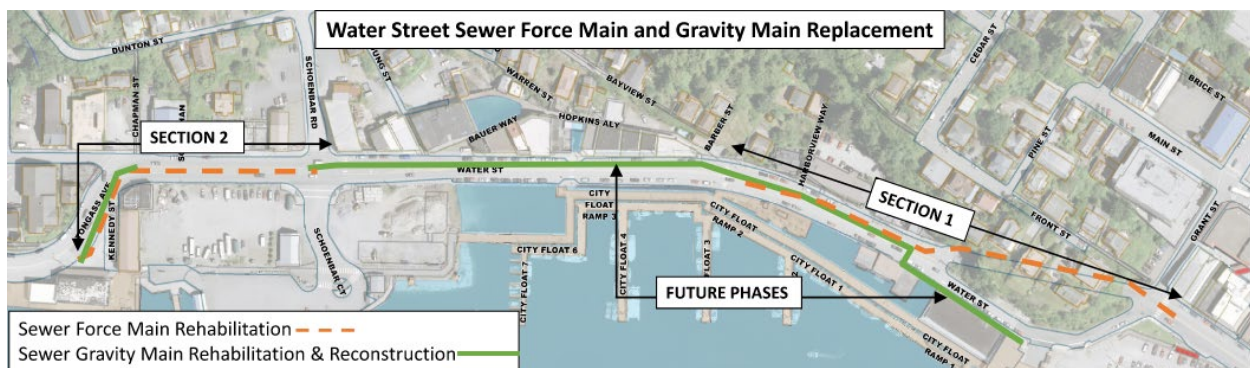 Water Street Sewer Force Main and Gravity Main Replacement
DUNTON ST
CHAPMAN ST
SCHOENBAR RD
YOUNG ST
WARREN ST
BAYVIEW ST
CEDAR ST
BRICE ST
MAIN ST
PINE ST
FRONT ST
GRANT ST
SECTION 2
BAUER WAY
HOPKINS ALY
BARBER ST
HARBORVIEW WAY
SECTION 1
TONGASS AVE
KENNEDY ST
WATER ST
SCHOENBAR CT
CITY
FLOAT
RAMP 3
CITY FLOAT 6
CITY FLOAT 7
CITY FLOAT 4
CITY FLOAT 3
CITY FLOAT
RAMP 2
CITY FLOAT 1
FUTURE PHASES
WATER ST
CITY FLOAT
RAMP 1
Sewer Force Main Rehabilitation
Sewer Gravity Main Rehabilitation & Reconstruction